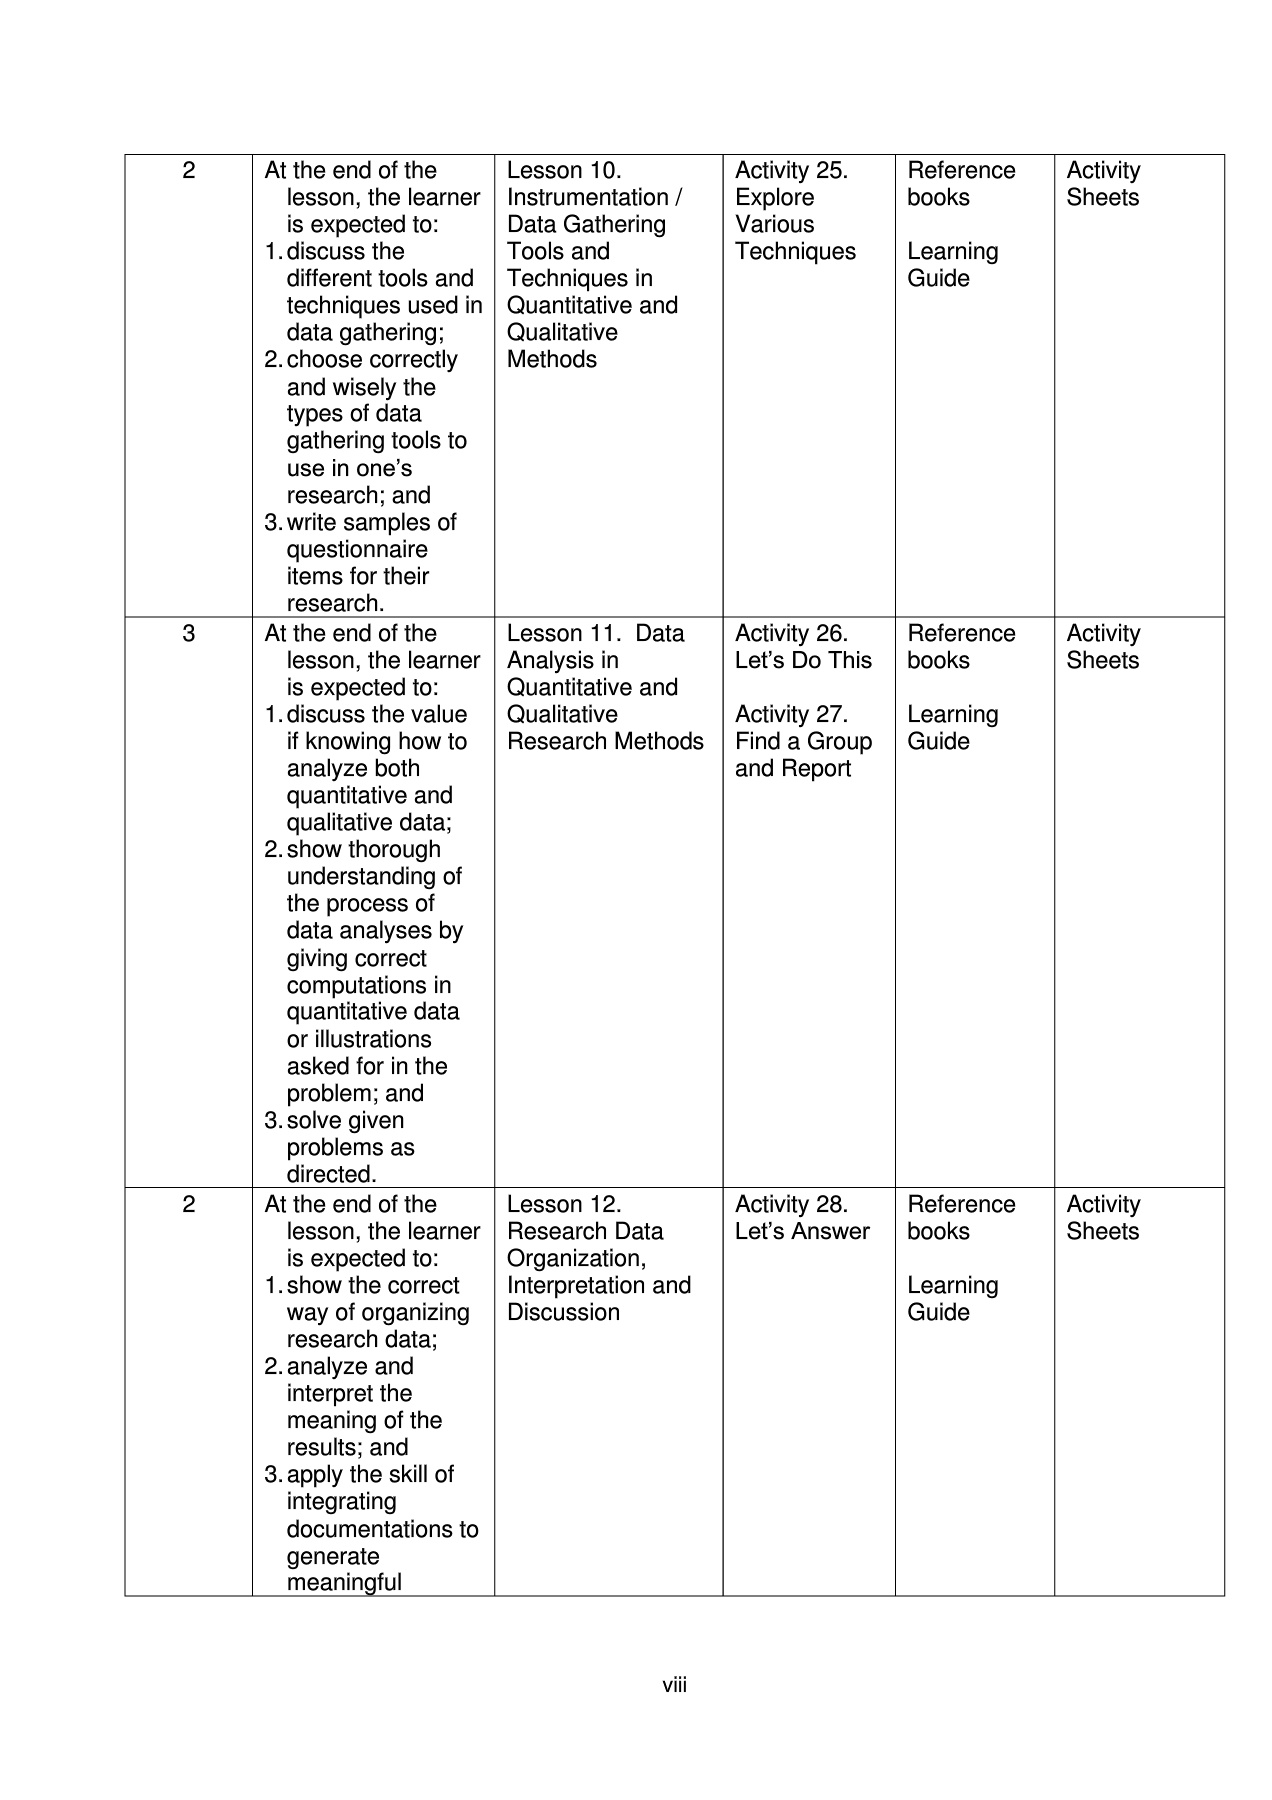 2
At the end of the
lesson, the learner
is expected to:
1. discuss the
different tools and
techniques used in
data gathering;
2. choose correctly
and wisely the
types of data
gathering tools to
use in one's
research; and
3. write samples of
questionnaire
items for their
research.
Lesson 10.
Instrumentation /
Data Gathering
Tools and
Techniques in
Quantitative and
Qualitative
Methods
Activity 25.
Explore
Various
Techniques
Reference
books
Learning
Guide
Activity
Sheets
3
At the end of the
lesson, the learner
is expected to:
1. discuss the value
if knowing how to
analyze both
quantitative and
qualitative data;
2. show thorough
understanding of
the process of
data analyses by
giving correct
computations in
quantitative data
or illustrations
asked for in the
problem; and
3. solve given
problems as
directed.
Lesson 11.  Data
Analysis in
Quantitative and
Qualitative
Research Methods
Activity 26.
Let's Do This
Activity 27.
Find a Group
and Report
Reference
books
Learning
Guide
Activity
Sheets
2
At the end of the
lesson, the learner
is expected to:
1. show the correct
way of organizing
research data;
2. analyze and
interpret the
meaning of the
results; and
3. apply the skill of
integrating
documentations to
generate
meaningful
Lesson 12.
Research Data
Organization,
Interpretation and
Discussion
Activity 28.
Let's Answer
Reference
books
Learning
Guide
Activity
Sheets
viii